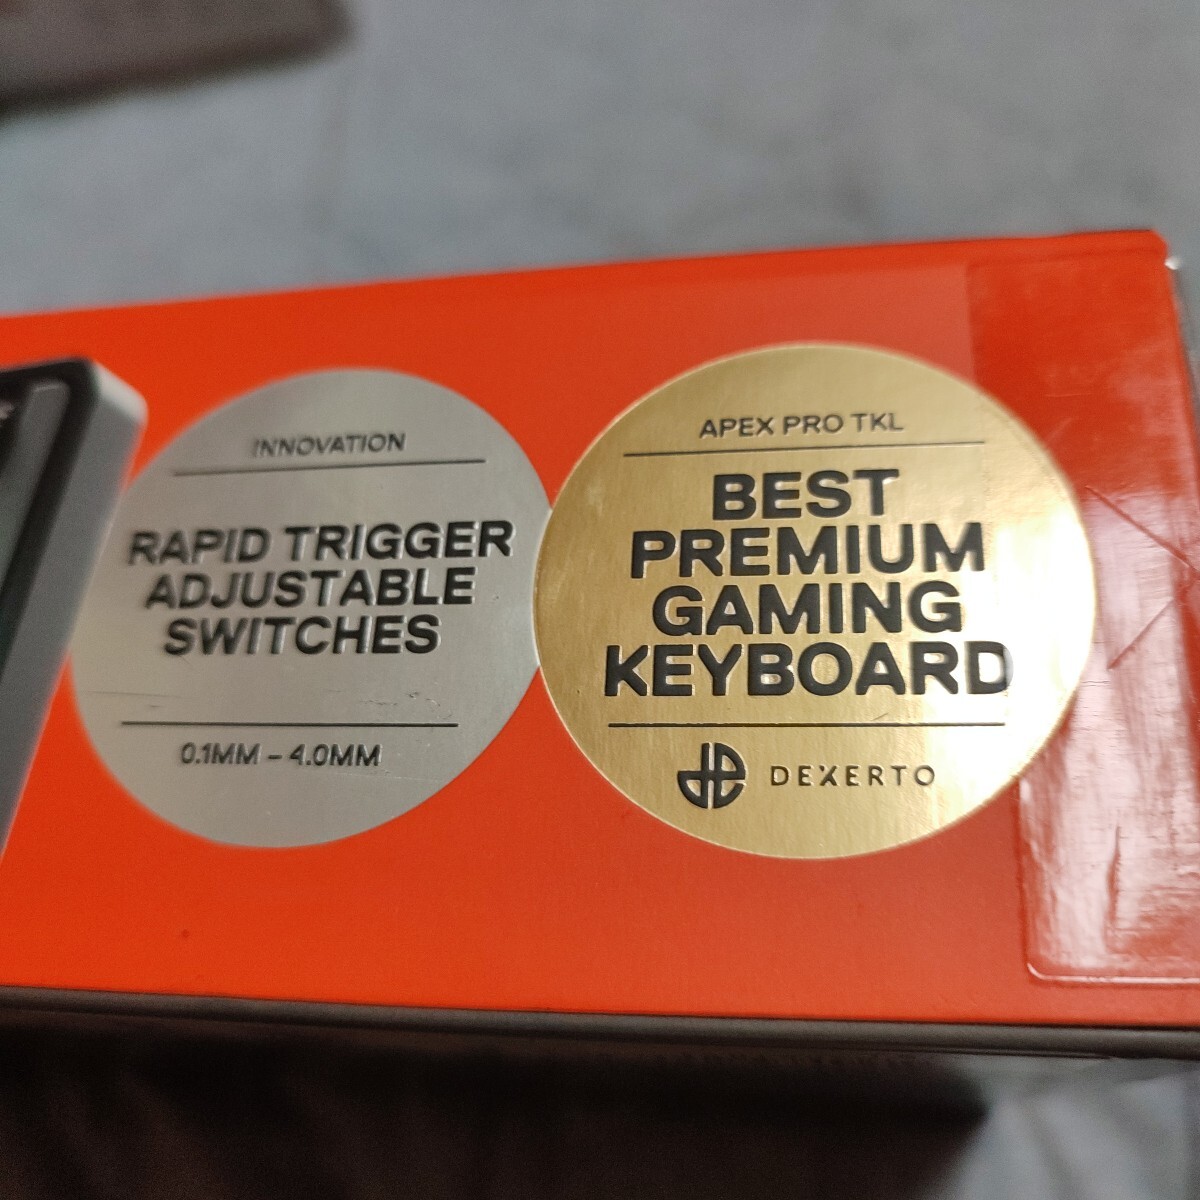 INNOVATION
RAPID TRIGGER
ADJUSTABLE
SWITCHES
0.1MM – 4.0MM
APEX PRO TKL
BEST
PREMIUM
GAMING
KEYBOARD
DEXERTO